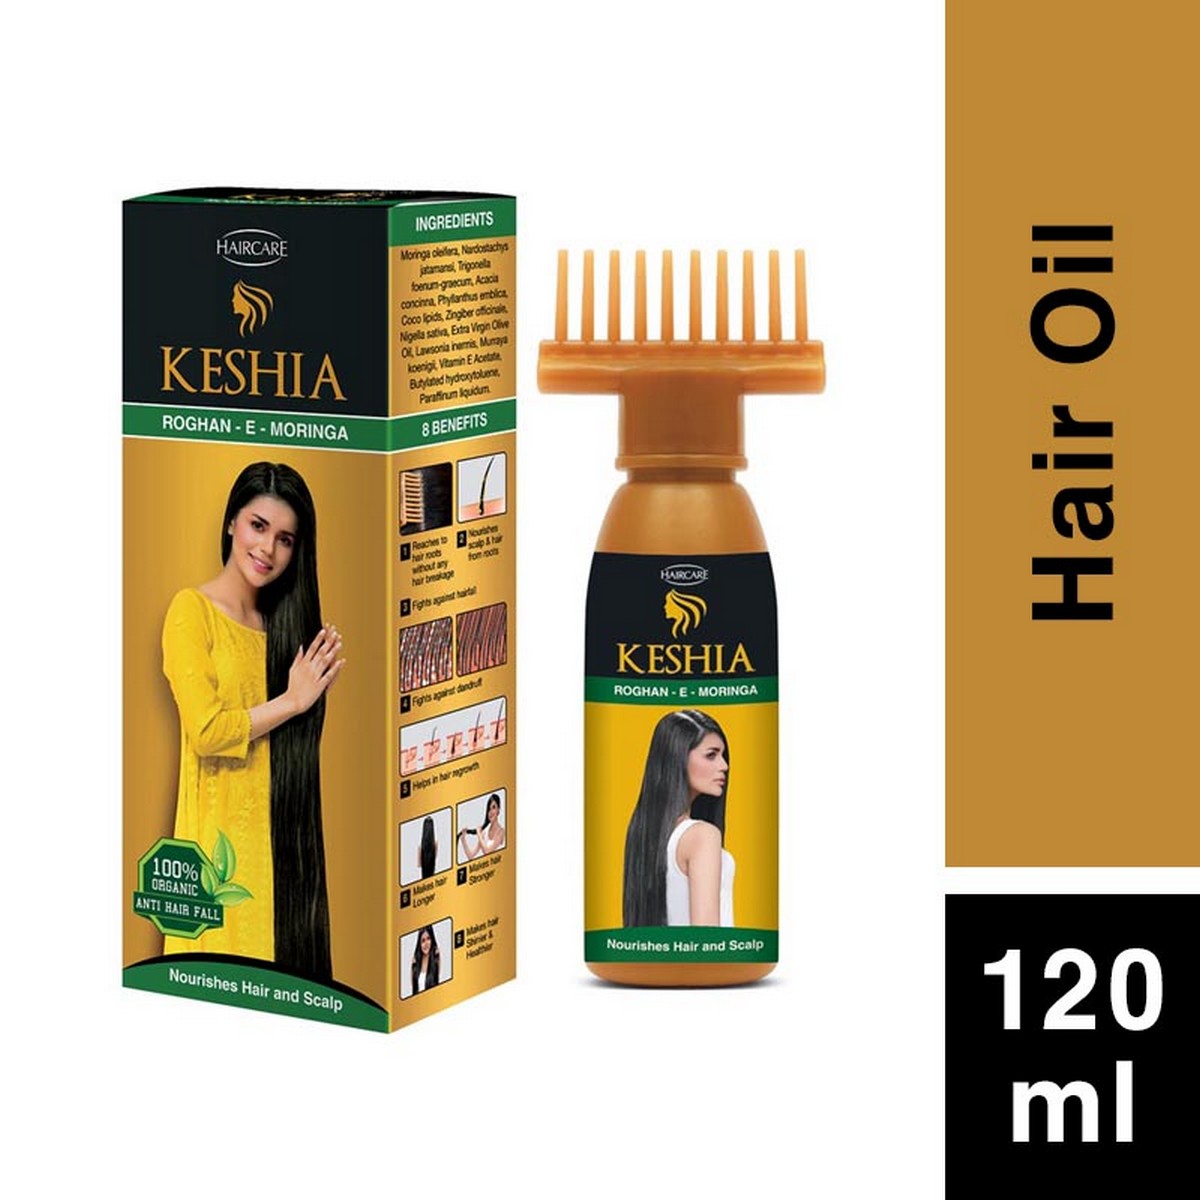 HAIRCARE
KESHIA
ROGHAN - E - MORINGA
100%
ORGANIC
ANTI HAIR FALL
Nourishes Hair and Scalp
INGREDIENTS
Moringa oleifera, Nardostachys
jatamansi, Trigonella
foenum-graecum, Acacia
concinna, Phyllanthus emblica,
Coco lipids, Zingiber officinale,
Nigella sativa, Extra Virgin Olive
Oil, Lawsonia inermis, Murraya
koenigii, Vitamin E Acetate,
Butylated hydroxytoluene,
Paraffinum liquidum.
8 BENEFITS
1 Reaches to
hair roots
without any
hair breakage
2 Nourishes
scalp & hair
from roots
3 Fights against hairfall
4 Fights against dandruff
5 Helps in hair regrowth
6 Makes hair
Longer
7 Makes hair
Stronger
8 Makes hair
Shinier &
Healthier
HAIRCARE
KESHIA
ROGHAN - E - MORINGA
Nourishes Hair and Scalp
Hair Oil
120
ml